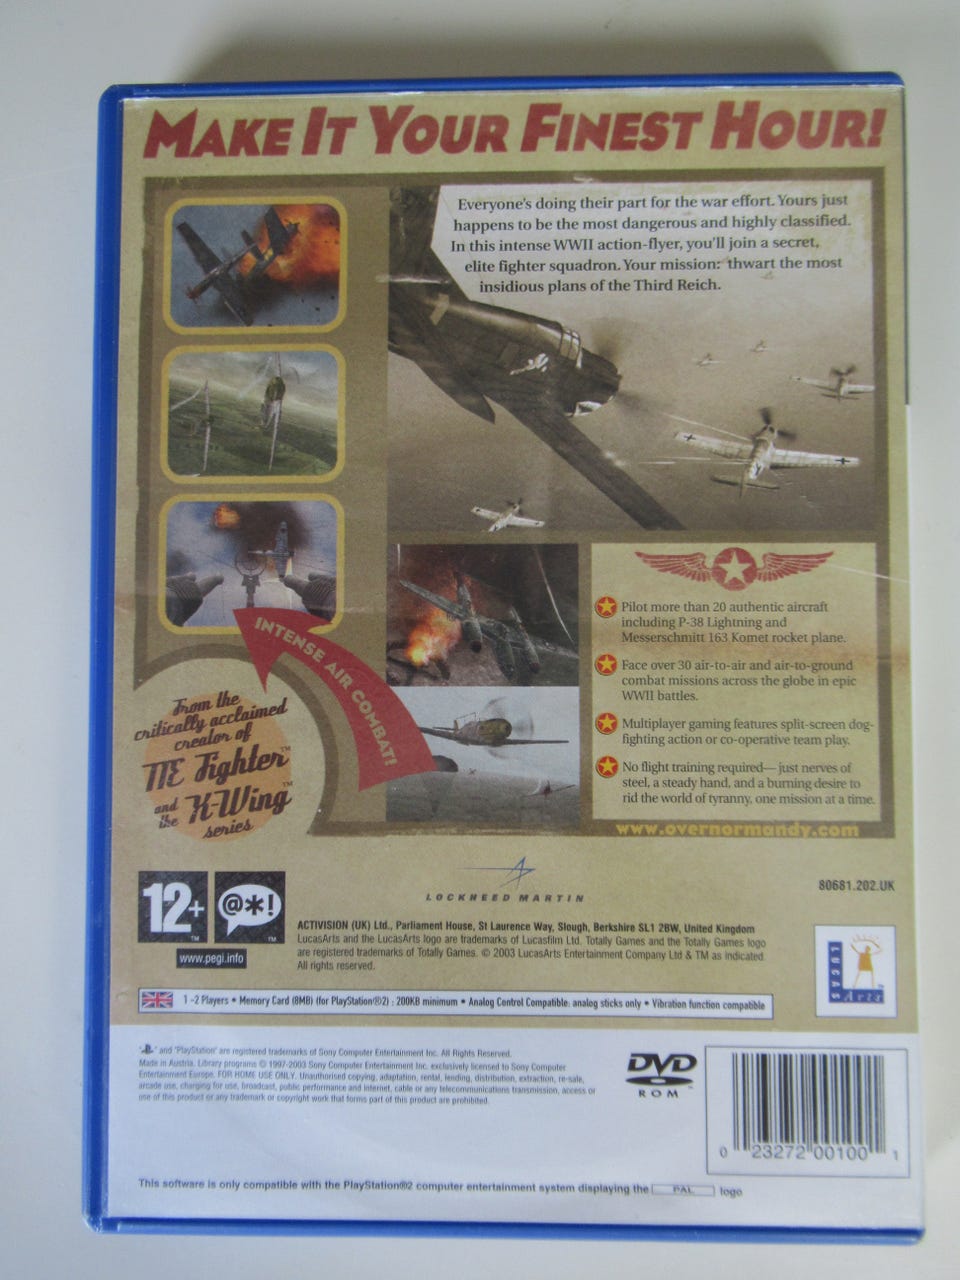 MAKE IT YOUR FINEST HOUR!
Everyone's doing their part for the war effort. Yours just
happens to be the most dangerous and highly classified.
In this intense WWII action-flyer, you'll join a secret,
elite fighter squadron. Your mission: thwart the most
insidious plans of the Third Reich.
INTENSE AIR COMBAT!
Pilot more than 20 authentic aircraft
including P-38 Lightning and
Messerschmitt 163 Komet rocket plane.
Face over 30 air-to-air and air-to-ground
combat missions across the globe in epic
WWII battles.
Multiplayer gaming features split-screen dog-
fighting action or co-operative team play.
No flight training required—just nerves of
steel, a steady hand, and a burning desire to
rid the world of tyranny, one mission at a time.
www.overnormandy.com
From the
critically acclaimed
creator of
TIE Fighter™
and the X-Wing™
series
LOCKHEED MARTIN
80681.202.UK
12+
TM
@*!
TM
www.pegi.info
ACTIVISION (UK) Ltd., Parliament House, St Laurence Way, Slough, Berkshire SL1 2BW, United Kingdom
LucasArts and the LucasArts logo are trademarks of Lucasfilm Ltd. Totally Games and the Totally Games logo
are registered trademarks of Totally Games. © 2003 LucasArts Entertainment Company Ltd & TM as indicated.
All rights reserved.
LUCAS
Arts
1-2 Players • Memory Card (8MB) (for PlayStation®2) : 200KB minimum • Analog Control Compatible: analog sticks only • Vibration function compatible
"PS" and "PlayStation" are registered trademarks of Sony Computer Entertainment Inc. All Rights Reserved.
Made in Austria. Library programs © 1997-2003 Sony Computer Entertainment Inc. exclusively licensed to Sony Computer
Entertainment Europe. FOR HOME USE ONLY. Unauthorised copying, adaptation, rental, lending, distribution, extraction, re-sale,
arcade use, charging for use, broadcast, public performance and internet, cable or any telecommunications transmission, access or
use of this product or any trademark or copyright work that forms part of this product are prohibited.
DVD
ROM
0 23272 00100 1
This software is only compatible with the PlayStation®2 computer entertainment system displaying the PAL logo